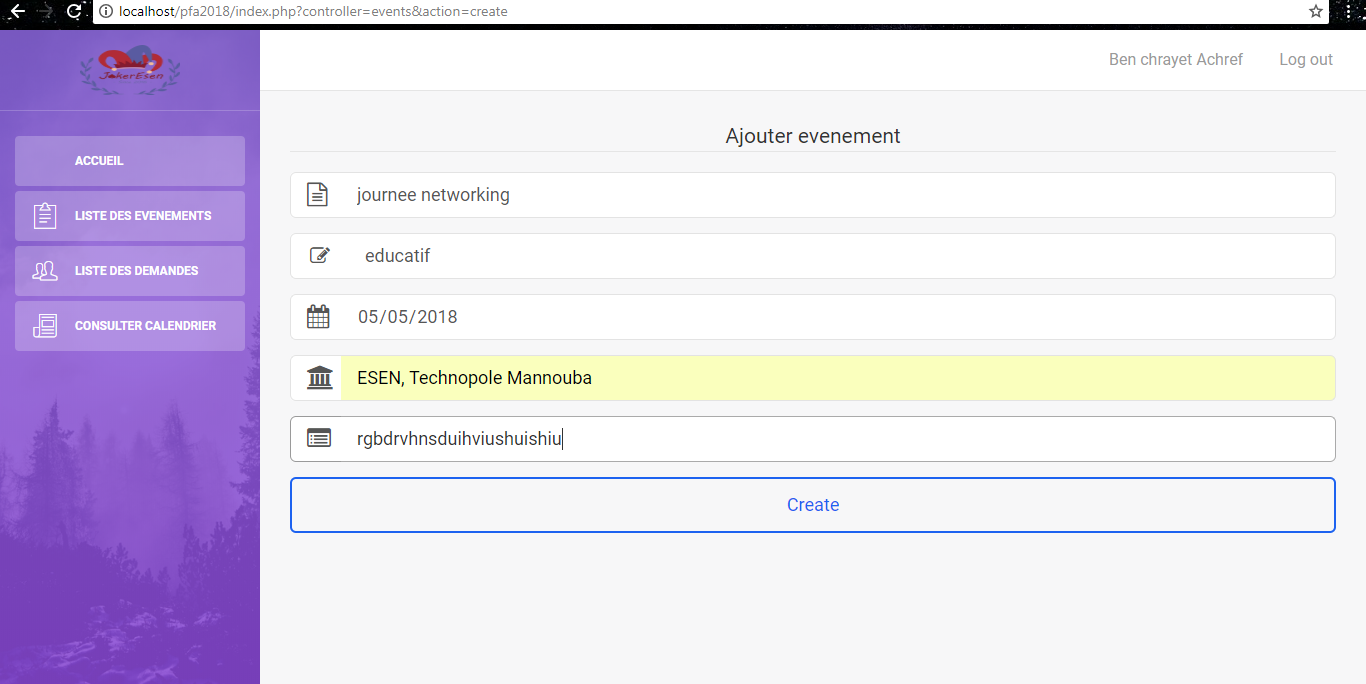 localhost/pfa2018/index.php?controller=events&action=create
JokerEsen
Ben chrayet Achref
Log out
ACCUEIL
LISTE DES EVENEMENTS
LISTE DES DEMANDES
CONSULTER CALENDRIER
Ajouter evenement
journee networking
educatif
05/05/2018
ESEN, Technopole Mannouba
rgbdrvhnsduihviushuishiu
Create